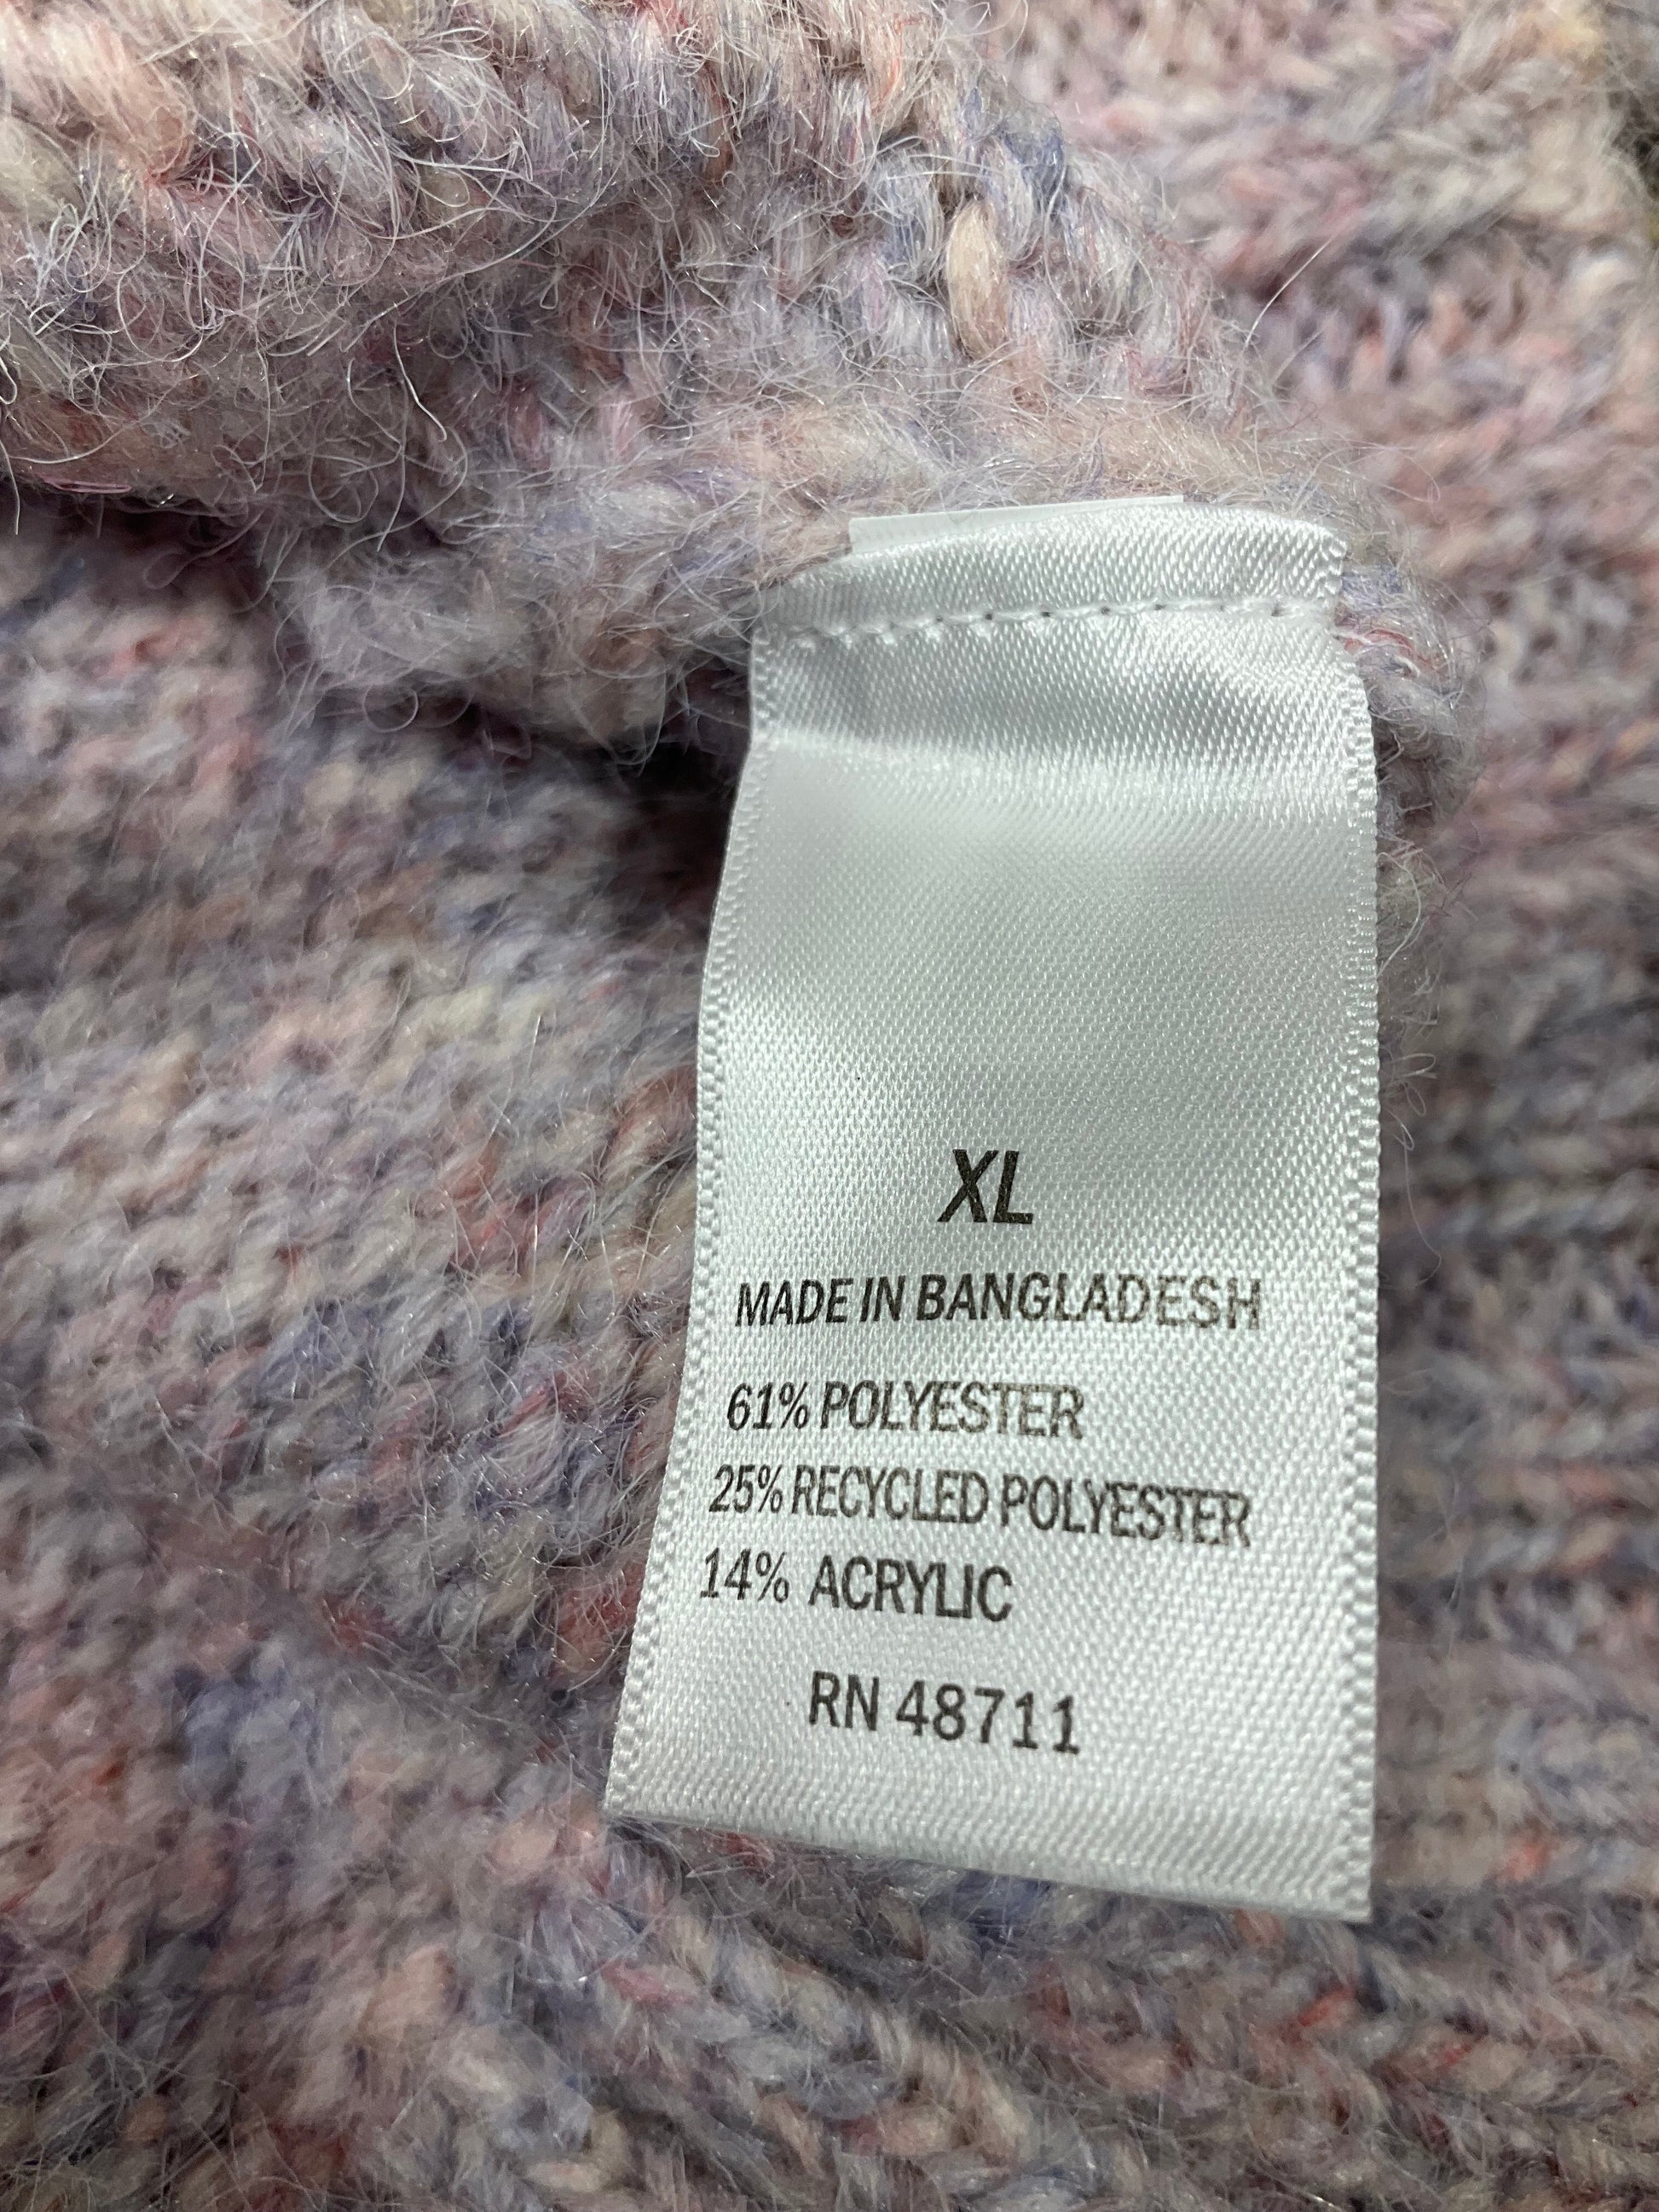 XL
MADE IN BANGLADESH
61% POLYESTER
25% RECYCLED POLYESTER
14% ACRYLIC
RN 48711